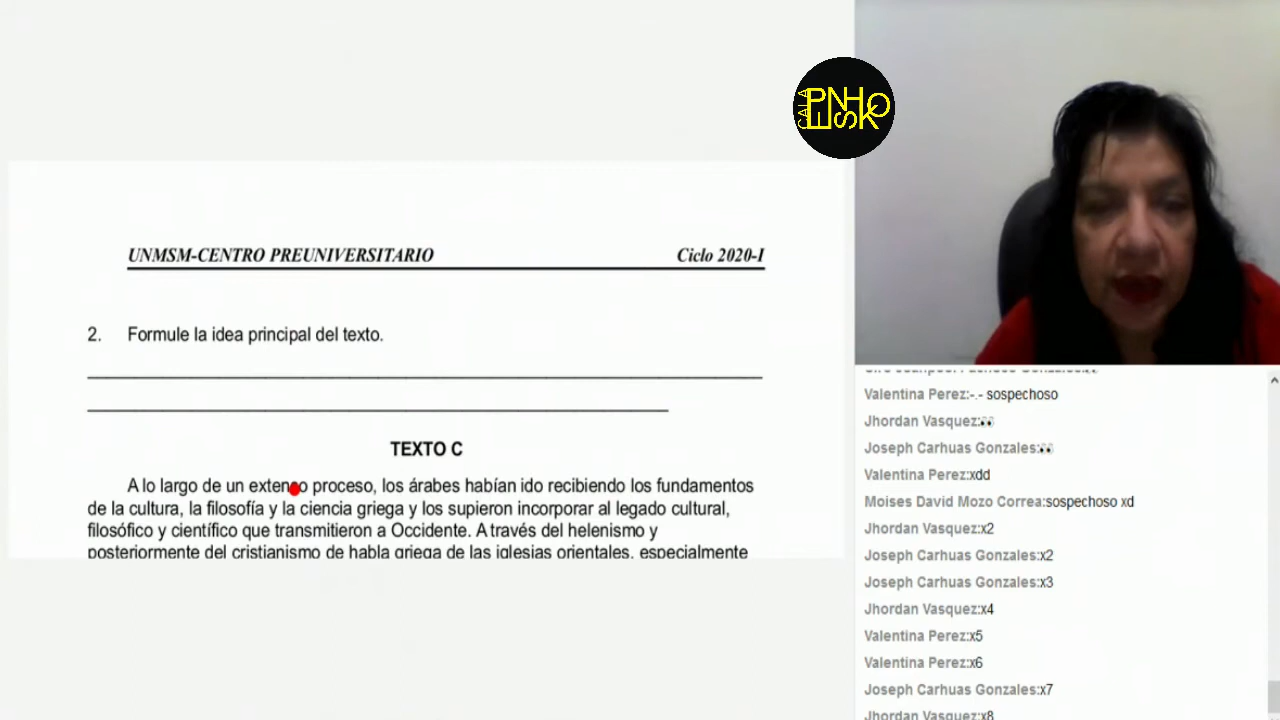 CALA
PENHO
ESK
UNMSM-CENTRO PREUNIVERSITARIO Ciclo 2020-I
2. Formule la idea principal del texto.
TEXTO C
A lo largo de un extenso proceso, los árabes habían ido recibiendo los fundamentos
de la cultura, la filosofía y la ciencia griega y los supieron incorporar al legado cultural,
filosófico y científico que transmitieron a Occidente. A través del helenismo y
posteriormente del cristianismo de habla griega de las iglesias orientales, especialmente
Valentina Perez:-.- sospechoso
Jhordan Vasquez:👀
Joseph Carhuas Gonzales:👀
Valentina Perez:xdd
Moises David Mozo Correa:sospechoso xd
Jhordan Vasquez:x2
Joseph Carhuas Gonzales:x2
Joseph Carhuas Gonzales:x3
Jhordan Vasquez:x4
Valentina Perez:x5
Valentina Perez:x6
Joseph Carhuas Gonzales:x7
Jhordan Vasquez:x8